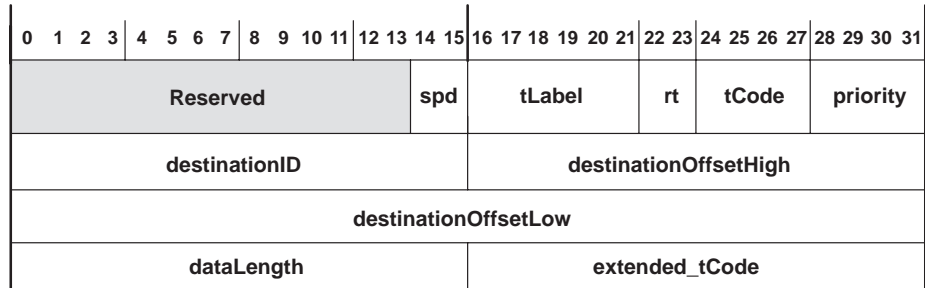 0 1 2 3 4 5 6 7 8 9 10 11 12 13 14 15 16 17 18 19 20 21 22 23 24 25 26 27 28 29 30 31
Reserved spd tLabel rt tCode priority
destinationID destinationOffsetHigh
destinationOffsetLow
dataLength extended_tCode